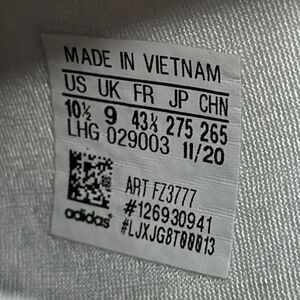 MADE IN VIETNAM
US UK FR JP CHN
10½ 9 43⅓ 275 265
LHG 029003 11/20
ART FZ3777
#126930941
#LJXJG8T00013
adidas